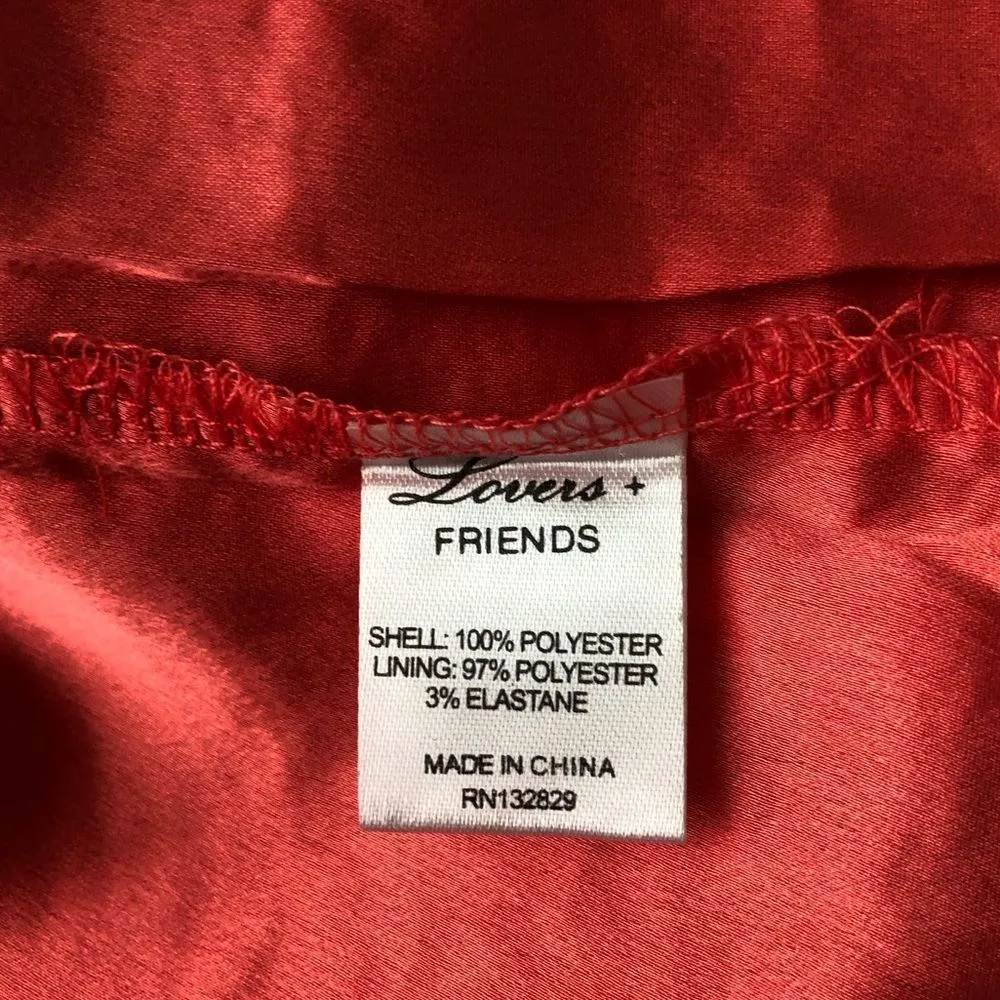 Lovers +
FRIENDS
SHELL: 100% POLYESTER
LINING: 97% POLYESTER
3% ELASTANE
MADE IN CHINA
RN132829